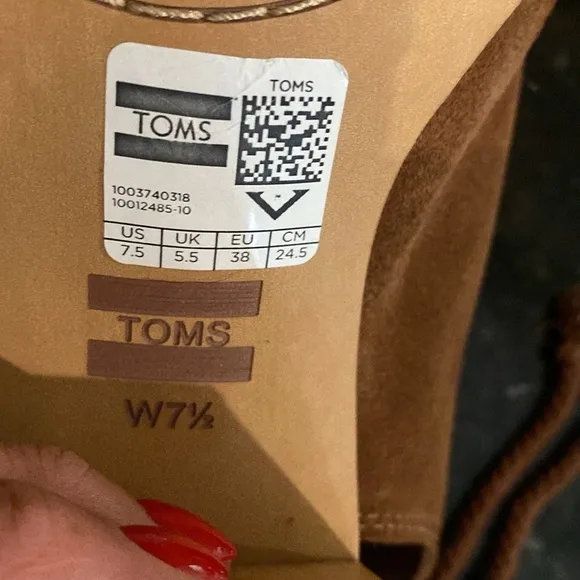 TOMS
TOMS
1003740318
10012485-10
US UK EU CM
7.5 5.5 38 24.5
TOMS
W7½